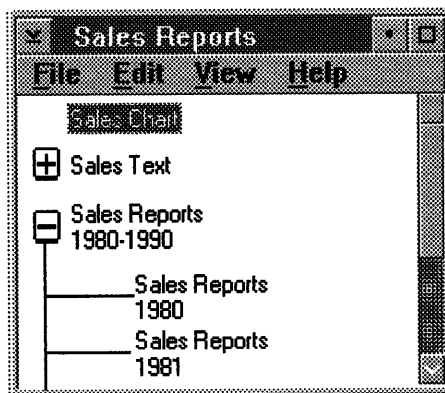 Sales Reports
File Edit View Help
Sales Chart
Sales Text
Sales Reports
1980-1990
Sales Reports
1980
Sales Reports
1981